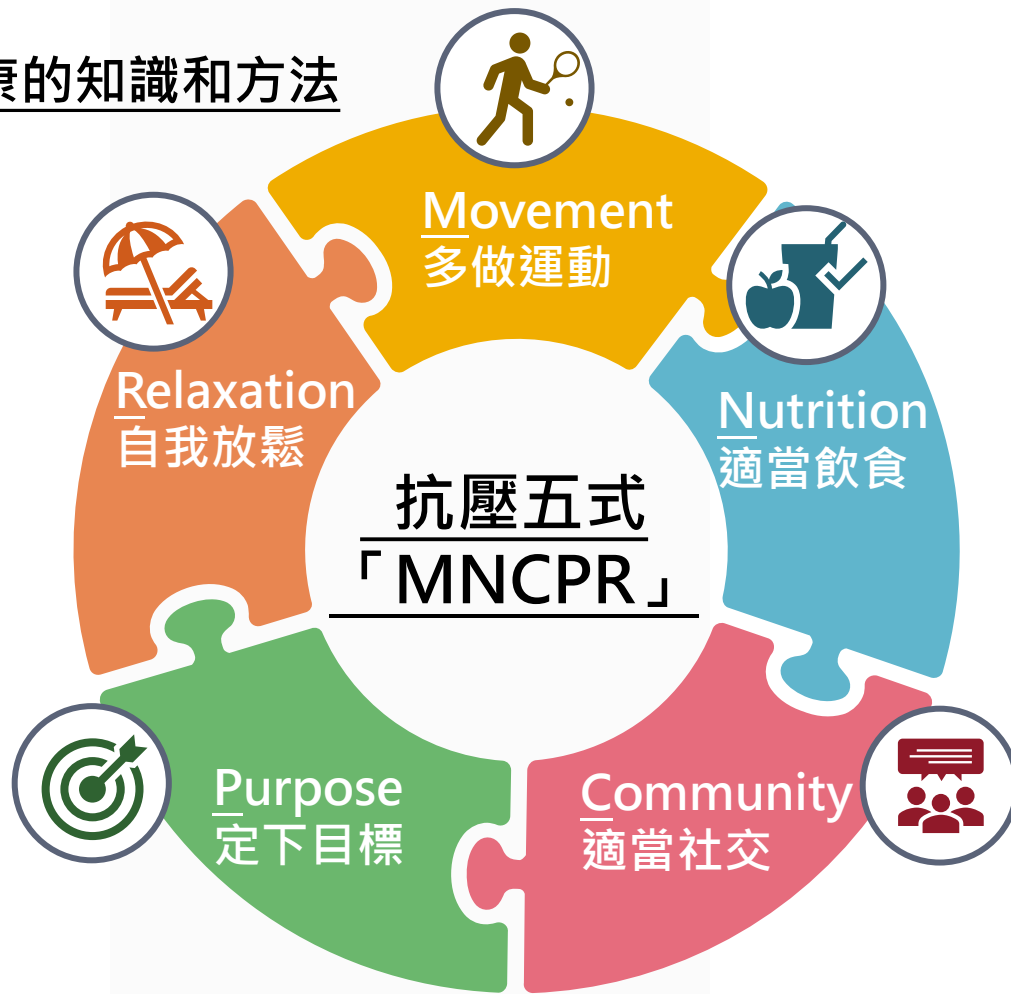 康的知識和方法
Movement
多做運動
Nutrition
適當飲食
Community
適當社交
Purpose
定下目標
Relaxation
自我放鬆
抗壓五式
「MNCPR」